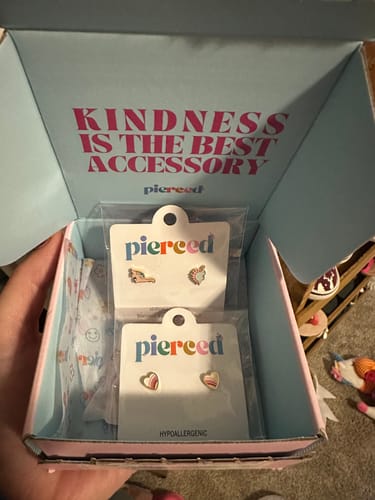 KINDNESS
IS THE BEST
ACCESSORY
pierced
pierced
pierced
HYPOALLERGENIC